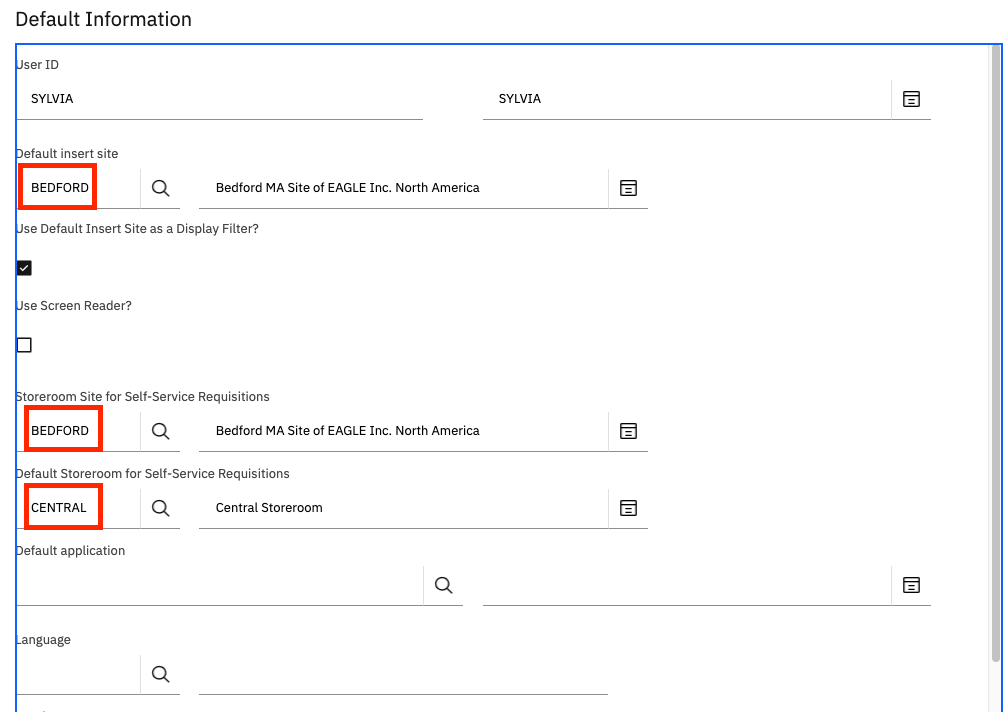 Default Information
User ID
SYLVIA SYLVIA
Default insert site
BEDFORD Bedford MA Site of EAGLE Inc. North America
Use Default Insert Site as a Display Filter?
Use Screen Reader?
Storeroom Site for Self-Service Requisitions
BEDFORD Bedford MA Site of EAGLE Inc. North America
Default Storeroom for Self-Service Requisitions
CENTRAL Central Storeroom
Default application
Language